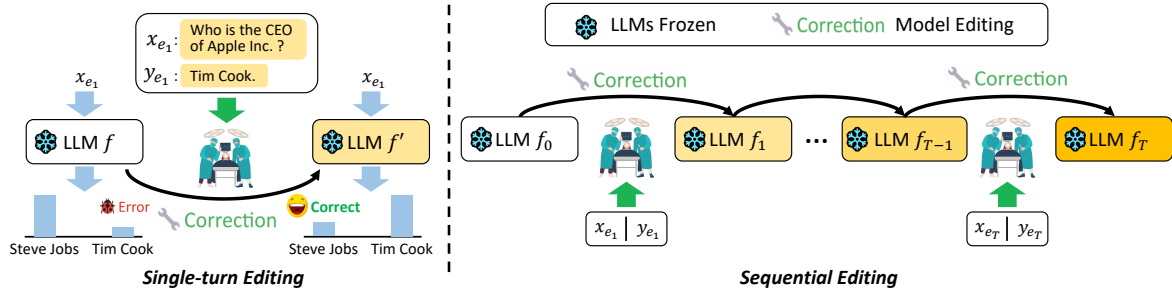 x_{e_1}:
Who is the CEO
of Apple Inc. ?
y_{e_1}:
Tim Cook.
x_{e_1}
x_{e_1}
LLM f
LLM f′
Error
Correction
Correct
Steve Jobs
Tim Cook
Steve Jobs
Tim Cook
Single-turn Editing
LLMs Frozen
Correction
Model Editing
Correction
Correction
LLM f_0
LLM f_1
...
LLM f_{T−1}
LLM f_T
x_{e_1} | y_{e_1}
x_{e_T} | y_{e_T}
Sequential Editing